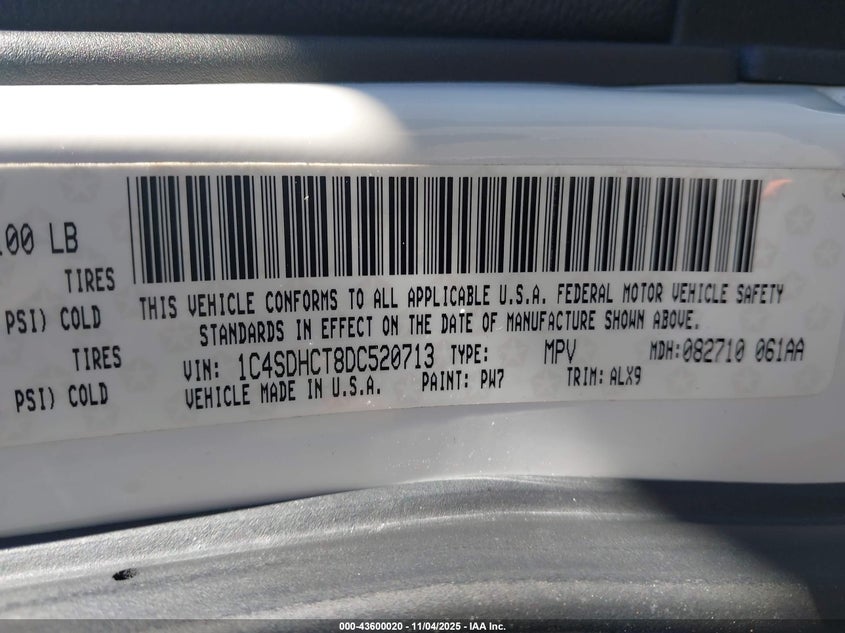 .00 LB
TIRES
PSI) COLD
TIRES
PSI) COLD
THIS VEHICLE CONFORMS TO ALL APPLICABLE U.S.A. FEDERAL MOTOR VEHICLE SAFETY
STANDARDS IN EFFECT ON THE DATE OF MANUFACTURE SHOWN ABOVE.
VIN: 1C4SDHCT8DC520713 TYPE: MPV MDH:082710 061AA
VEHICLE MADE IN U.S.A. PAINT: PW7 TRIM: ALX9
000-43600020 - 11/04/2025 - IAA Inc.